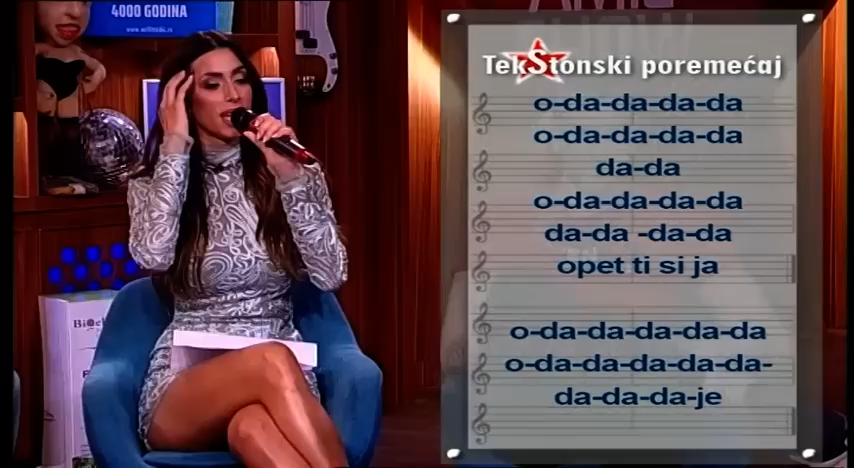 4000 GODINA
TekStonski poremećaj
o-da-da-da-da
o-da-da-da-da
da-da
o-da-da-da-da
da-da -da-da
opet ti si ja
o-da-da-da-da-da
o-da-da-da-da-da-
da-da-da-je